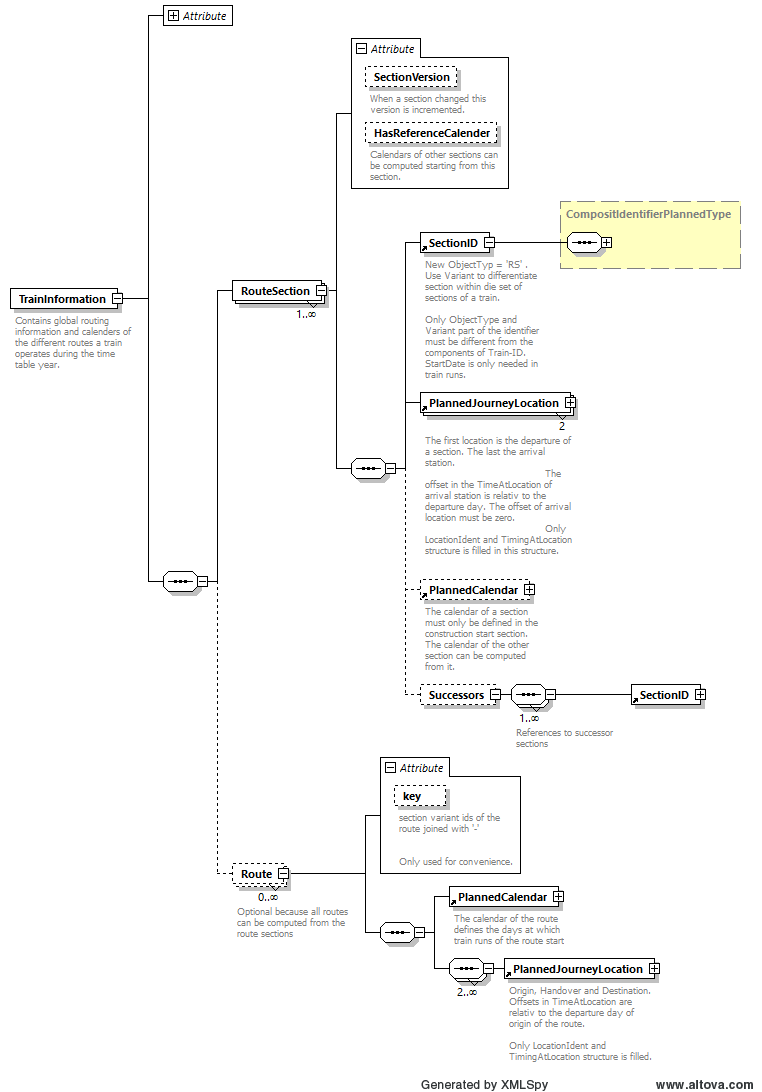 Attribute
Attribute
SectionVersion
When a section changed this
version is incremented.
HasReferenceCalender
Calendars of other sections can
be computed starting from this
section.
CompositIdentifierPlannedType
SectionID
New ObjectTyp = 'RS' .
Use Variant to differentiate
section within die set of
sections of a train.
Only ObjectType and
Variant part of the identifier
must be different from the
components of Train-ID.
StartDate is only needed in
train runs.
TrainInformation
Contains global routing
information and calenders of
the different routes a train
operates during the time
table year.
RouteSection
1..∞
PlannedJourneyLocation
2
The first location is the departure of
a section. The last the arrival
station.
The
offset in the TimeAtLocation of
arrival station is relativ to the
departure day. The offset of arrival
location must be zero.
Only
LocationIdent and TimingAtLocation
structure is filled in this structure.
PlannedCalendar
The calendar of a section
must only be defined in the
construction start section.
The calendar of the other
section can be computed
from it.
Successors
1..∞
References to successor
sections
SectionID
Attribute
key
section variant ids of the
route joined with '-'
Only used for convenience.
Route
0..∞
Optional because all routes
can be computed from the
route sections
PlannedCalendar
The calendar of the route
defines the days at which
train runs of the route start
2..∞
PlannedJourneyLocation
Origin, Handover and Destination.
Offsets in TimeAtLocation are
relativ to the departure day of
origin of the route.
Only LocationIdent and
TimingAtLocation structure is filled.
Generated by XMLSpy
www.altova.com